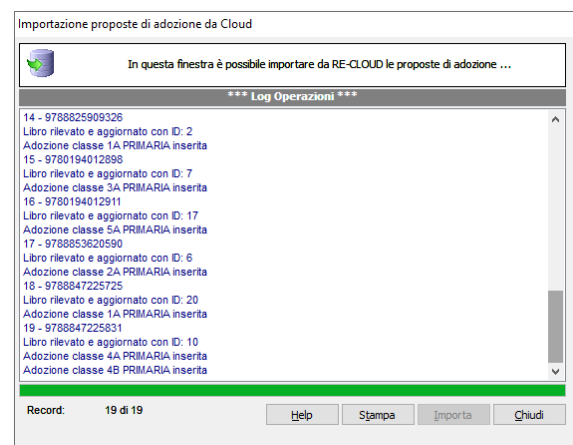 Importazione proposte di adozione da Cloud
In questa finestra è possibile importare da RE-CLOUD le proposte di adozione ...
*** Log Operazioni ***
14 - 9788825909326
Libro rilevato e aggiornato con ID: 2
Adozione classe 1A PRIMARIA inserita
15 - 9780194012898
Libro rilevato e aggiornato con ID: 7
Adozione classe 3A PRIMARIA inserita
16 - 9780194012911
Libro rilevato e aggiornato con ID: 17
Adozione classe 5A PRIMARIA inserita
17 - 9788853620590
Libro rilevato e aggiornato con ID: 6
Adozione classe 2A PRIMARIA inserita
18 - 9788847225725
Libro rilevato e aggiornato con ID: 20
Adozione classe 1A PRIMARIA inserita
19 - 9788847225831
Libro rilevato e aggiornato con ID: 10
Adozione classe 4A PRIMARIA inserita
Adozione classe 4B PRIMARIA inserita
Record: 19 di 19 Help Stampa Importa Chiudi